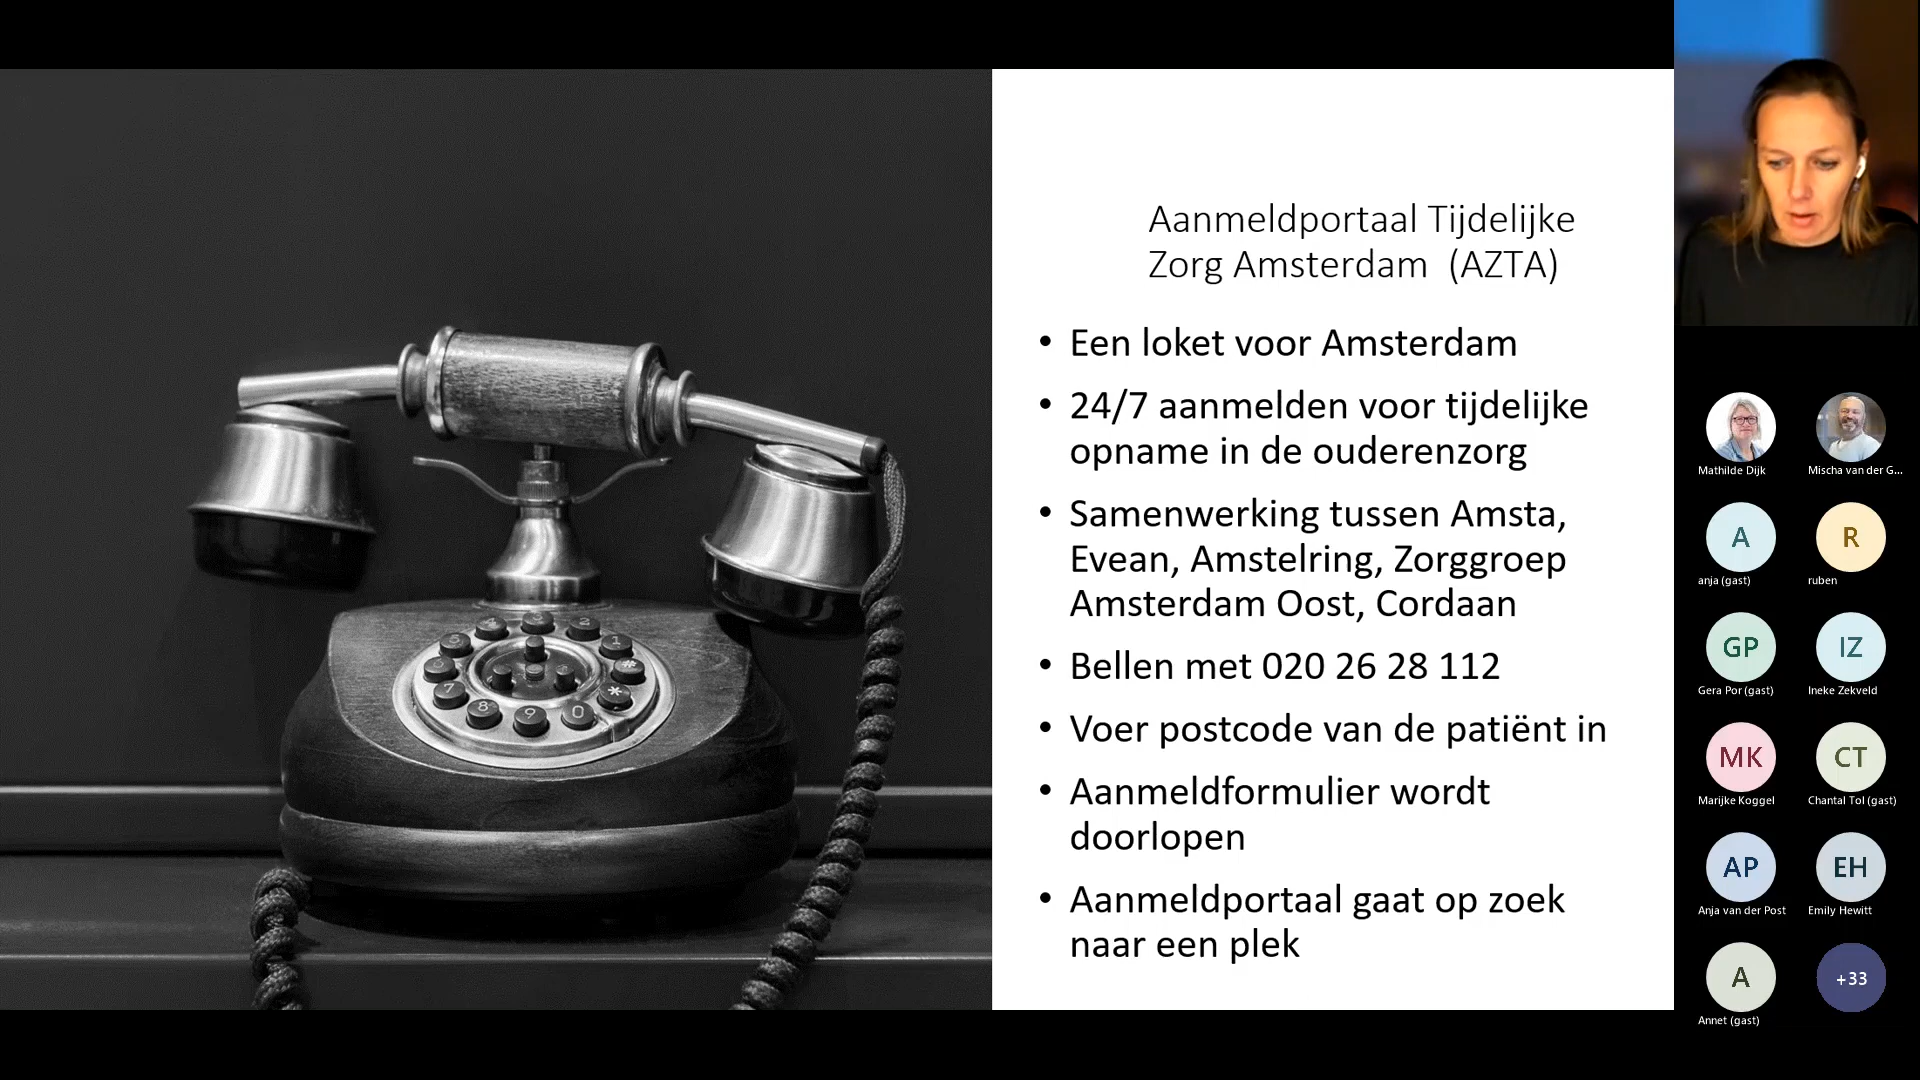 Aanmeldportaal Tijdelijke
Zorg Amsterdam (AZTA)
• Een loket voor Amsterdam
• 24/7 aanmelden voor tijdelijke
opname in de ouderenzorg
• Samenwerking tussen Amsta,
Evean, Amstelring, Zorggroep
Amsterdam Oost, Cordaan
• Bellen met 020 26 28 112
• Voer postcode van de patiënt in
• Aanmeldformulier wordt
doorlopen
• Aanmeldportaal gaat op zoek
naar een plek
Mathilde Dijk
Mischa van der G...
A
anja (gast)
R
ruben
GP
Gera Por (gast)
IZ
Ineke Zekveld
MK
Marijke Koggel
CT
Chantal Tol (gast)
AP
Anja van der Post
EH
Emily Hewitt
A
Annet (gast)
+33